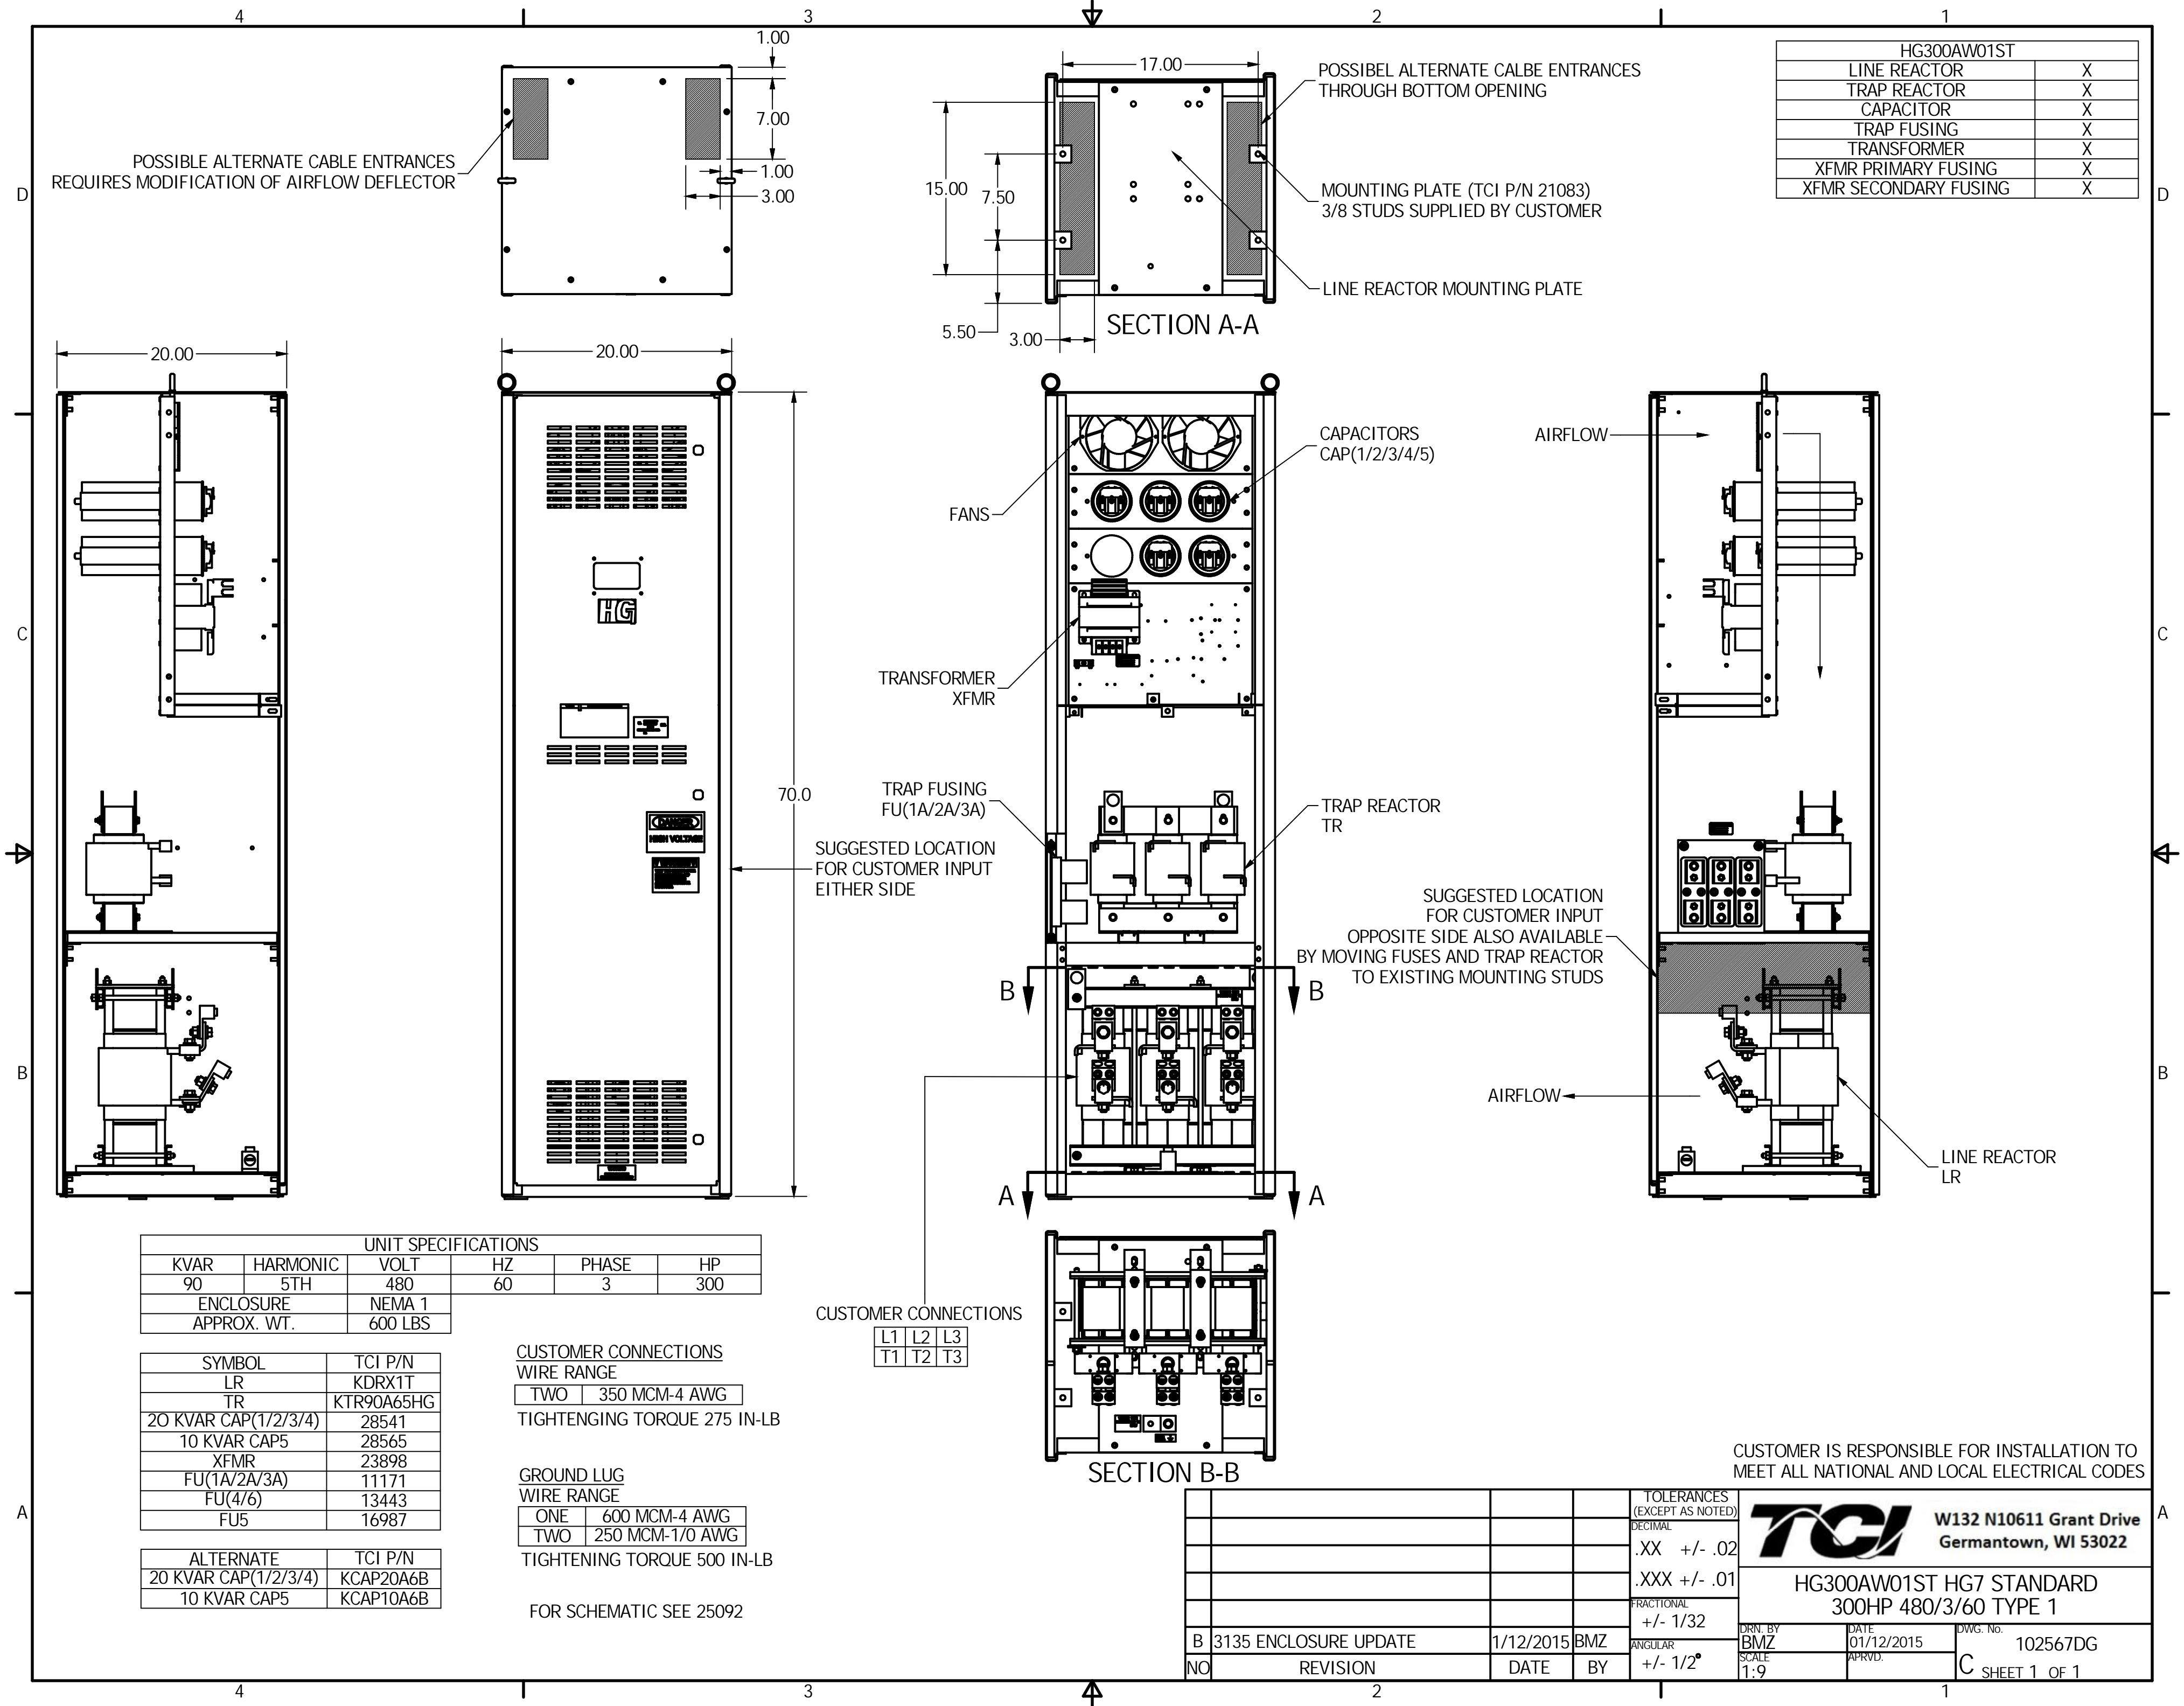 4
3
2
1
D
C
B
A
D
C
B
A
4
3
2
1
1.00
7.00
1.00
3.00
POSSIBLE ALTERNATE CABLE ENTRANCES
REQUIRES MODIFICATION OF AIRFLOW DEFLECTOR
17.00
15.00
7.50
5.50
3.00
POSSIBEL ALTERNATE CALBE ENTRANCES
THROUGH BOTTOM OPENING
MOUNTING PLATE (TCI P/N 21083)
3/8 STUDS SUPPLIED BY CUSTOMER
LINE REACTOR MOUNTING PLATE
SECTION A-A
HG300AW01ST
LINE REACTOR X
TRAP REACTOR X
CAPACITOR X
TRAP FUSING X
TRANSFORMER X
XFMR PRIMARY FUSING X
XFMR SECONDARY FUSING X
20.00
20.00
70.0
HG
DANGER
HIGH VOLTAGE
SUGGESTED LOCATION
FOR CUSTOMER INPUT
EITHER SIDE
FANS
CAPACITORS
CAP(1/2/3/4/5)
TRANSFORMER
XFMR
TRAP FUSING
FU(1A/2A/3A)
TRAP REACTOR
TR
B
B
A
A
AIRFLOW
SUGGESTED LOCATION
FOR CUSTOMER INPUT
OPPOSITE SIDE ALSO AVAILABLE
BY MOVING FUSES AND TRAP REACTOR
TO EXISTING MOUNTING STUDS
AIRFLOW
LINE REACTOR
LR
UNIT SPECIFICATIONS
KVAR HARMONIC VOLT HZ PHASE HP
90 5TH 480 60 3 300
ENCLOSURE NEMA 1
APPROX. WT. 600 LBS
SYMBOL TCI P/N
LR KDRX1T
TR KTR90A65HG
2O KVAR CAP(1/2/3/4) 28541
10 KVAR CAP5 28565
XFMR 23898
FU(1A/2A/3A) 11171
FU(4/6) 13443
FU5 16987
ALTERNATE TCI P/N
20 KVAR CAP(1/2/3/4) KCAP20A6B
10 KVAR CAP5 KCAP10A6B
CUSTOMER CONNECTIONS
WIRE RANGE
TWO 350 MCM-4 AWG
TIGHTENGING TORQUE 275 IN-LB
GROUND LUG
WIRE RANGE
ONE 600 MCM-4 AWG
TWO 250 MCM-1/0 AWG
TIGHTENING TORQUE 500 IN-LB
FOR SCHEMATIC SEE 25092
CUSTOMER CONNECTIONS
L1 L2 L3
T1 T2 T3
SECTION B-B
CUSTOMER IS RESPONSIBLE FOR INSTALLATION TO
MEET ALL NATIONAL AND LOCAL ELECTRICAL CODES
B 3135 ENCLOSURE UPDATE 1/12/2015 BMZ
NO REVISION DATE BY
TOLERANCES
(EXCEPT AS NOTED)
DECIMAL
.XX +/- .02
.XXX +/- .01
FRACTIONAL
+/- 1/32
ANGULAR
+/- 1/2°
TCI
W132 N10611 Grant Drive
Germantown, WI 53022
HG300AW01ST HG7 STANDARD
300HP 480/3/60 TYPE 1
DRN. BY
BMZ
DATE
01/12/2015
DWG. No.
102567DG
SCALE
1:9
APRVD.
C SHEET 1 OF 1